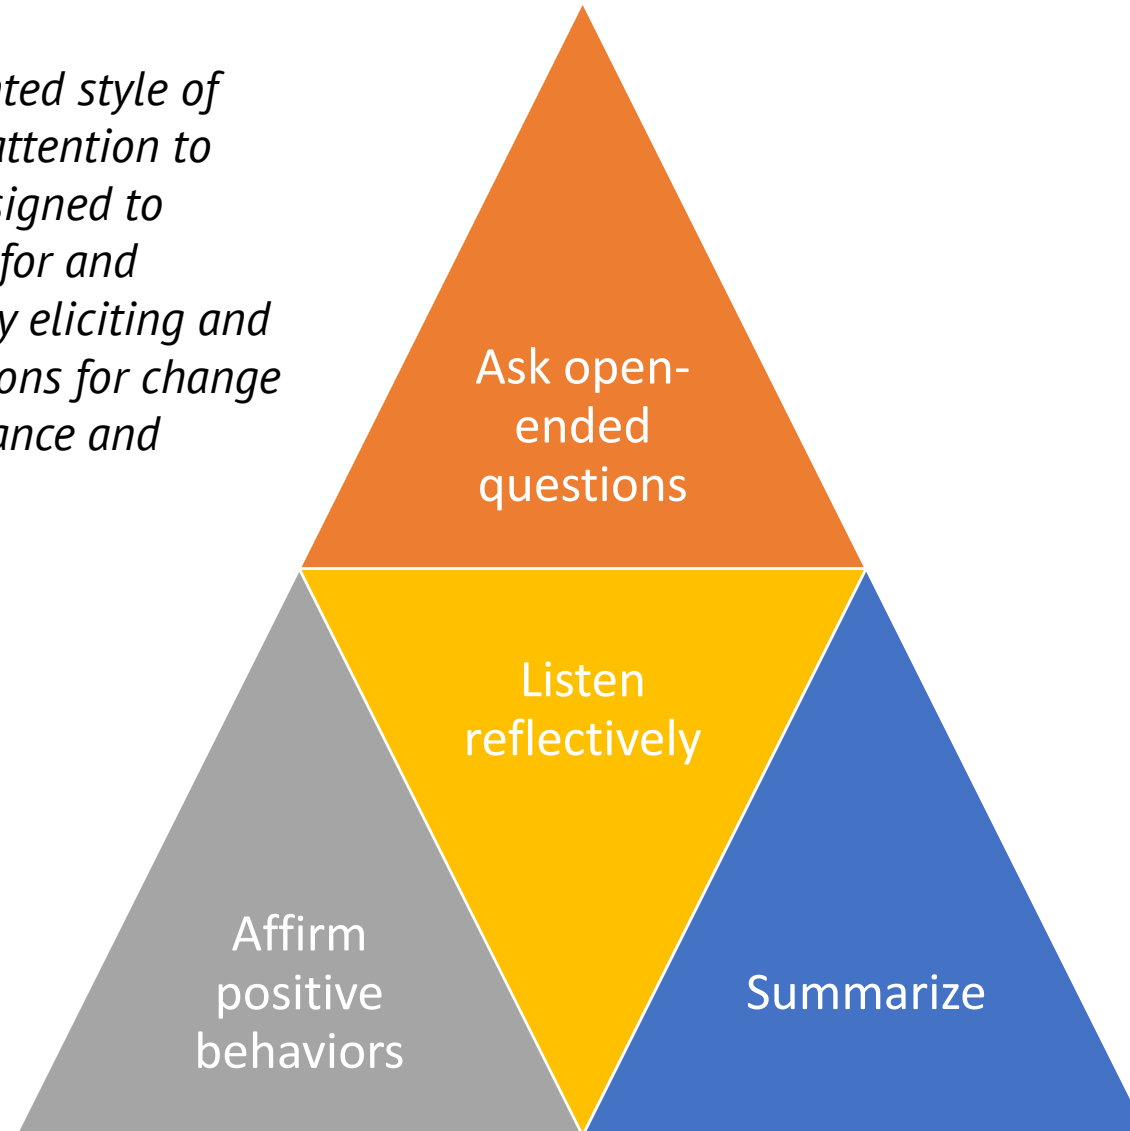 ted style of
attention to
signed to
for and
y eliciting and
ons for change
ance and
Ask open-
ended
questions
Listen
reflectively
Affirm
positive
behaviors
Summarize